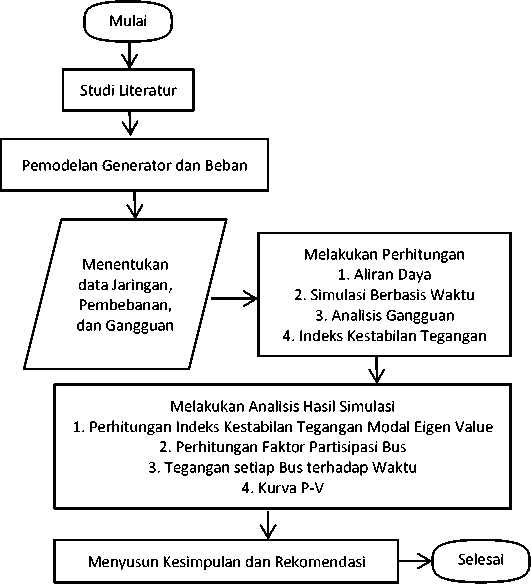 Mulai
Studi Literatur
Pemodelan Generator dan Beban
Menentukan
data Jaringan,
Pembebanan,
dan Gangguan
Melakukan Perhitungan
1. Aliran Daya
2. Simulasi Berbasis Waktu
3. Analisis Gangguan
4. Indeks Kestabilan Tegangan
Melakukan Analisis Hasil Simulasi
1. Perhitungan Indeks Kestabilan Tegangan Modal Eigen Value
2. Perhitungan Faktor Partisipasi Bus
3. Tegangan setiap Bus terhadap Waktu
4. Kurva P-V
Menyusun Kesimpulan dan Rekomendasi
Selesai